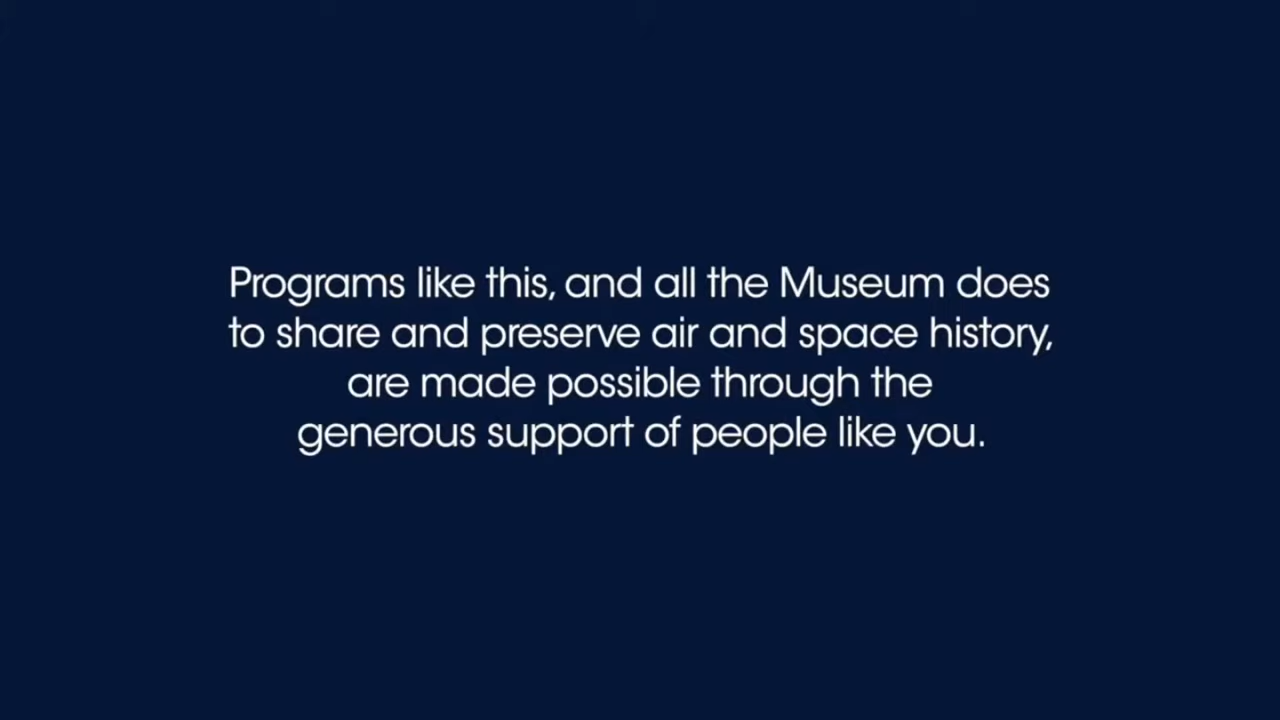 Programs like this, and all the Museum does
to share and preserve air and space history,
are made possible through the
generous support of people like you.